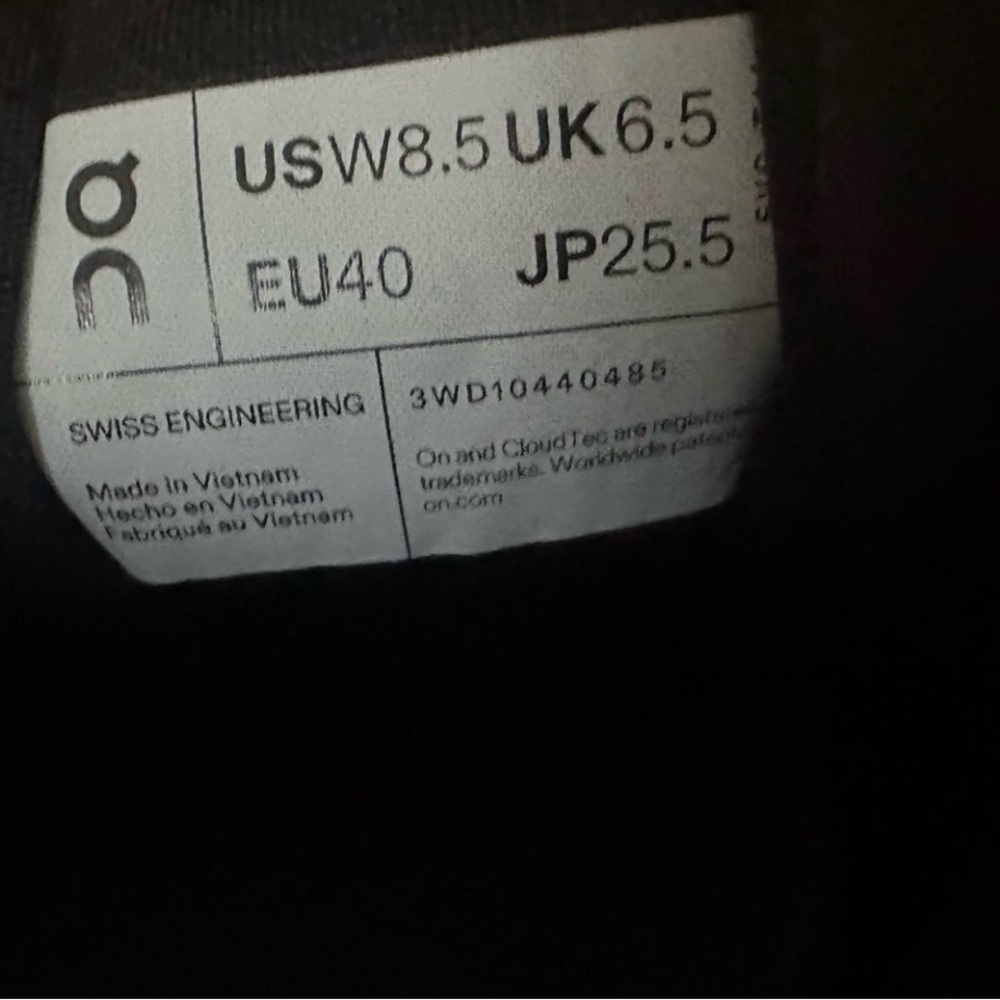 on
USW8.5 UK6.5
EU40 JP25.5
SWISS ENGINEERING
Made in Vietnam
Hecho en Vietnam
Fabriqué au Vietnam
3WD10440485
On and CloudTec are
trademarks. Worldwide
on.com